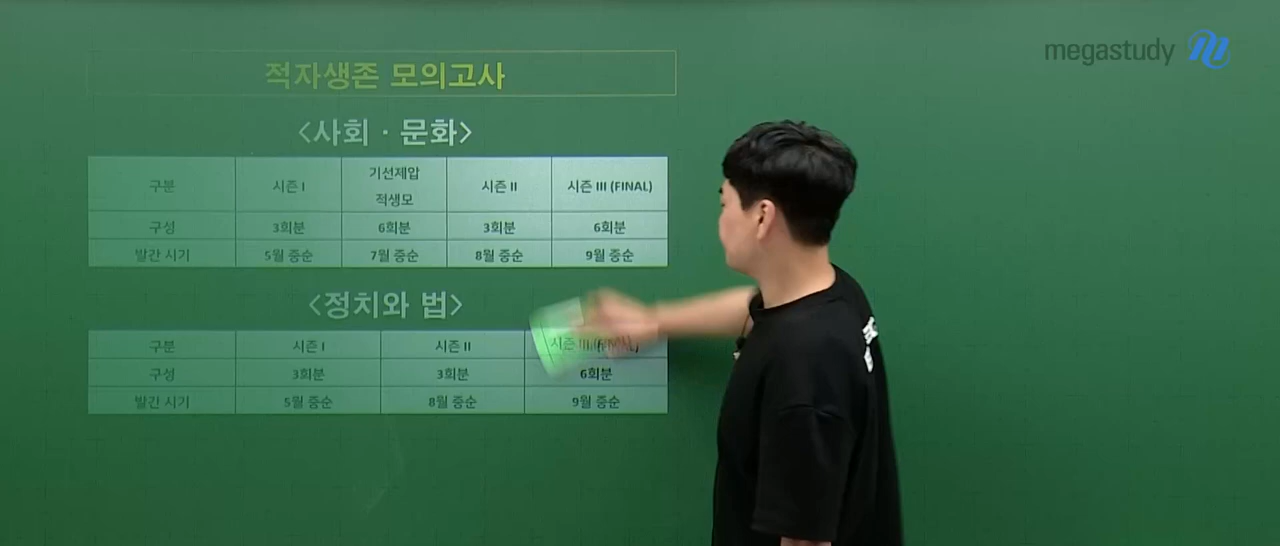 megastudy
적자생존 모의고사
<사회 · 문화>
구분 시즌 I 기선제압 적생모 시즌 II 시즌 III (FINAL)
구성 3회분 6회분 3회분 6회분
발간 시기 5월 중순 7월 중순 8월 중순 9월 중순
<정치와 법>
구분 시즌 I 시즌 II 시즌 III (FINAL)
구성 3회분 3회분 6회분
발간 시기 5월 중순 8월 중순 9월 중순